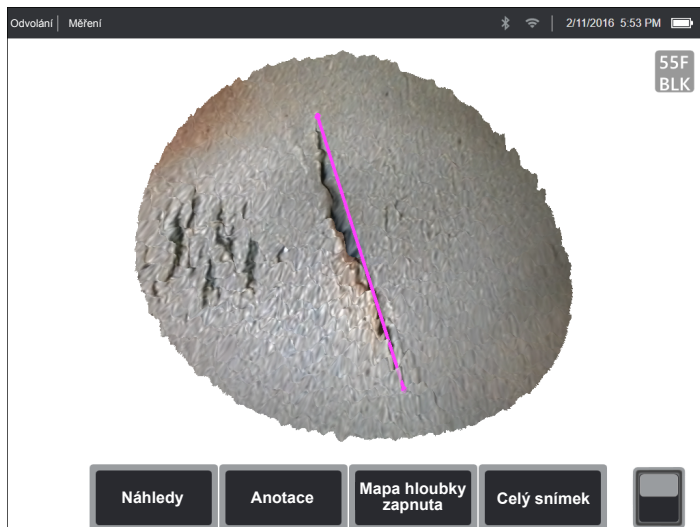 Odvolání
Měření
2/11/2016 5:53 PM
55F
BLK
Náhledy
Anotace
Mapa hloubky
zapnuta
Celý snímek